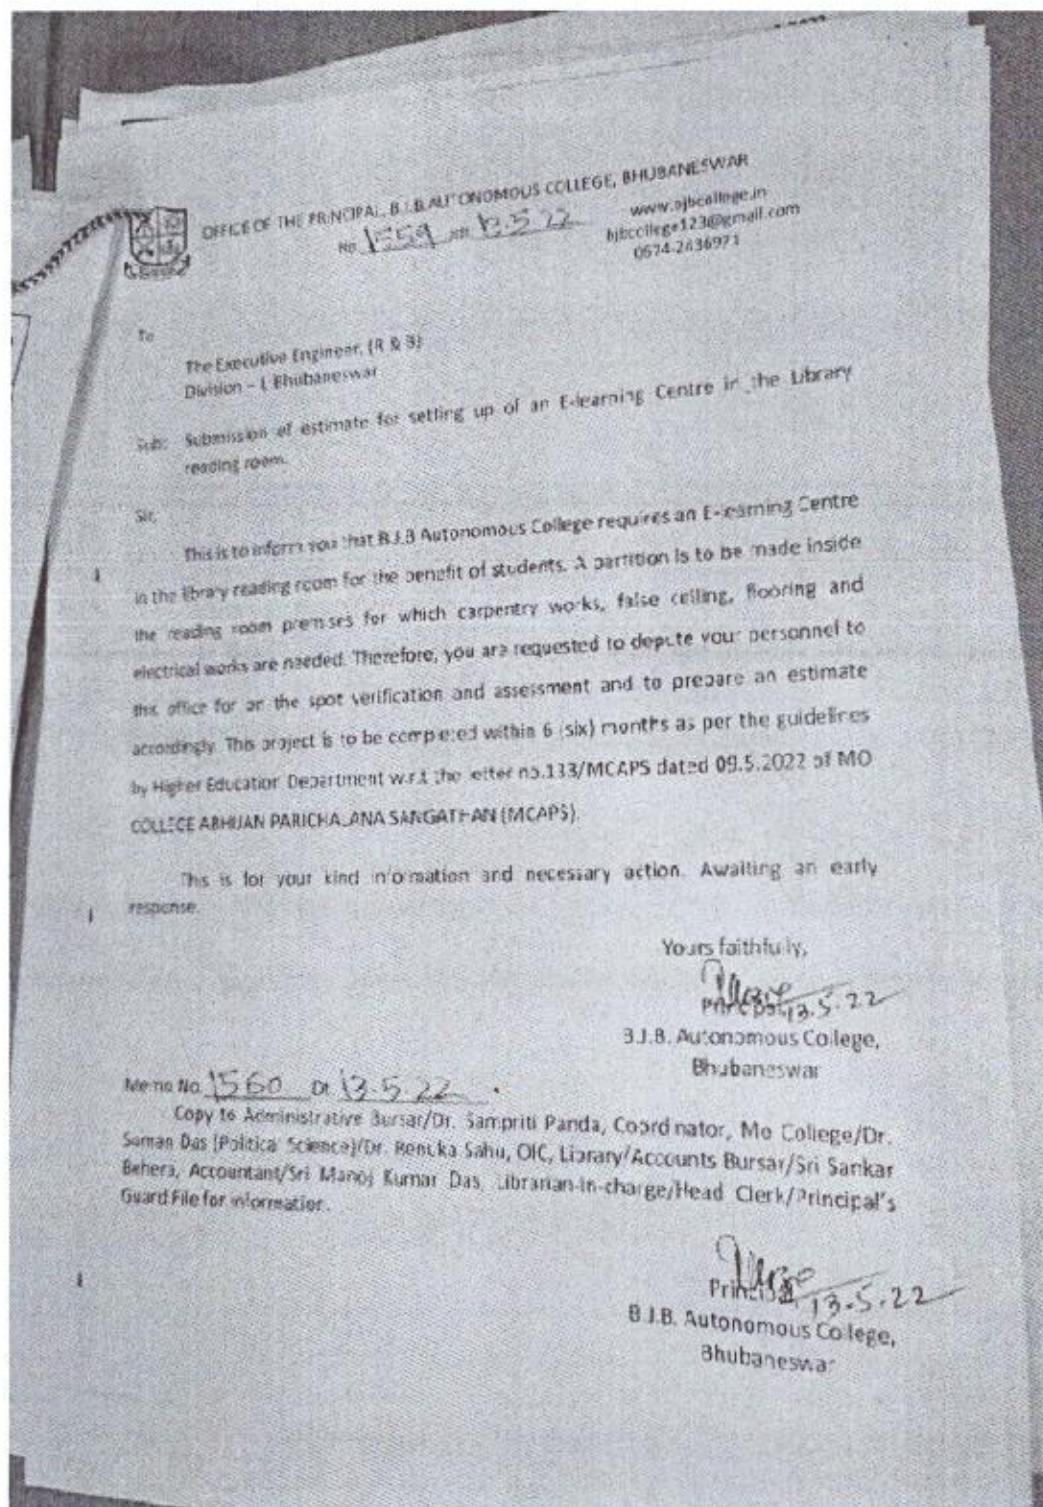 OFFICE OF THE PRINCIPAL, B.J.B. AUTONOMOUS COLLEGE, BHUBANESWAR
No 1559 Dt. 13.5.22
www.bjbcollege.in
bjbcollege123@gmail.com
0674-2436971
To
The Executive Engineer, (R & B)
Division – I, Bhubaneswar
Sub: Submission of estimate for setting up of an E-learning Centre in the Library
reading room.
Sir,
This is to inform you that B.J.B Autonomous College requires an E-learning Centre
in the library reading room for the benefit of students. A partition is to be made inside
the reading room premises for which carpentry works, false ceiling, flooring and
electrical works are needed. Therefore, you are requested to depute your personnel to
this office for on the spot verification and assessment and to prepare an estimate
accordingly. This project is to be completed within 6 (six) months as per the guidelines
by Higher Education Department w.r.t the letter no.133/MCAPS dated 09.5.2022 of MO
COLLEGE ABHIJAN PARICHALANA SANGATHAN (MCAPS).
This is for your kind information and necessary action. Awaiting an early
response.
Yours faithfully,
Principal 13.5.22
B.J.B. Autonomous College,
Bhubaneswar
Memo No. 1560 Dt. 13.5.22
Copy to Administrative Bursar/Dr. Sampriti Panda, Coordinator, Mo College/Dr.
Suman Das (Political Science)/Dr. Renuka Sahu, OIC, Library/Accounts Bursar/Sri Sankar
Behera, Accountant/Sri Manoj Kumar Das, Librarian-in-charge/Head Clerk/Principal's
Guard File for information.
Principal 13.5.22
B.J.B. Autonomous College,
Bhubaneswar